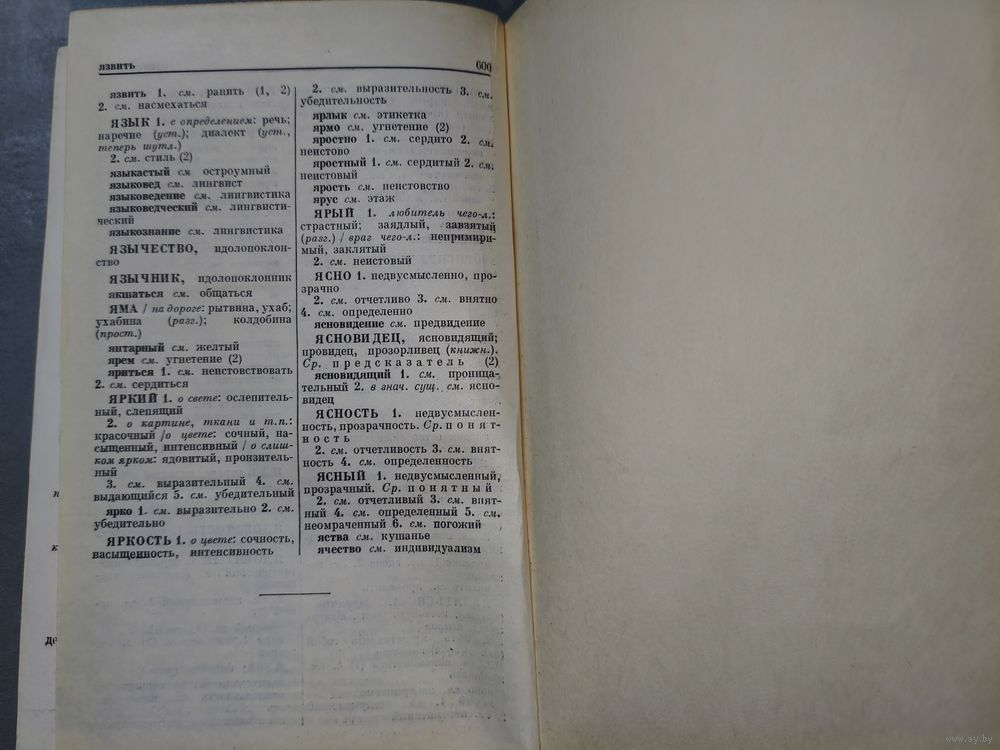 язвить
600
язвить 1. см. ранить (1, 2)
2. см. насмехаться
ЯЗЫК 1. с определением: речь;
наречие (уст.); диалект (уст.,
теперь шутл.)
2. см. стиль (2)
языкастый см остроумный
языковед см. лингвист
языковедение см. лингвистика
языковедческий см. лингвисти-
ческий
языкознание см. лингвистика
ЯЗЫЧЕСТВО, идолопоклон-
ство
ЯЗЫЧНИК, идолопоклонник
якшаться см. общаться
ЯМА / на дороге: рытвина, ухаб;
ухабина (разг.); колдобина
(прост.)
янтарный см. желтый
ярем см. угнетение (2)
яриться 1. см. неистовствовать
2. см. сердиться
ЯРКИЙ 1. о свете: ослепитель-
ный, слепящий
2. о картине, ткани и т.п.:
красочный /о цвете: сочный, на-
сыщенный, интенсивный / о слиш-
ком ярком: ядовитый, пронзитель-
ный
3. см. выразительный 4. см.
выдающийся 5. см. убедительный
ярко 1. см. выразительно 2. см.
убедительно
ЯРКОСТЬ 1. о цвете: сочность,
насыщенность, интенсивность
2. см. выразительность 3. см.
убедительность
ярлык см. этикетка
ярмо см. угнетение (2)
яростно 1. см. сердито 2. см.
неистово
яростный 1. см. сердитый 2. см.
неистовый
ярость см. неистовство
ярус см. этаж
ЯРЫЙ 1. любитель чего-л.:
страстный; заядлый, завзятый
(разг.) / враг чего-л.: непримири-
мый, заклятый
2. см. неистовый
ЯСНО 1. недвусмысленно, про-
зрачно
2. см. отчетливо 3. см. внятно
4. см. определенно
ясновидение см. предвидение
ЯСНОВИДЕЦ, ясновидящий;
провидец, прозорливец (книжн.).
Ср. предсказатель (2)
ясновидящий 1. см. проница-
тельный 2. в знач. сущ. см. ясно-
видец
ЯСНОСТЬ 1. недвусмыслен-
ность, прозрачность. Ср. понят-
ность
2. см. отчетливость 3. см. внят-
ность 4. см. определенность
ЯСНЫЙ 1. недвусмысленный,
прозрачный. Ср. понятный
2. см. отчетливый 3. см. внят-
ный 4. см. определенный 5. см.
неомраченный 6. см. погожий
яства см. кушанье
ячество см. индивидуализм
www.ay.by